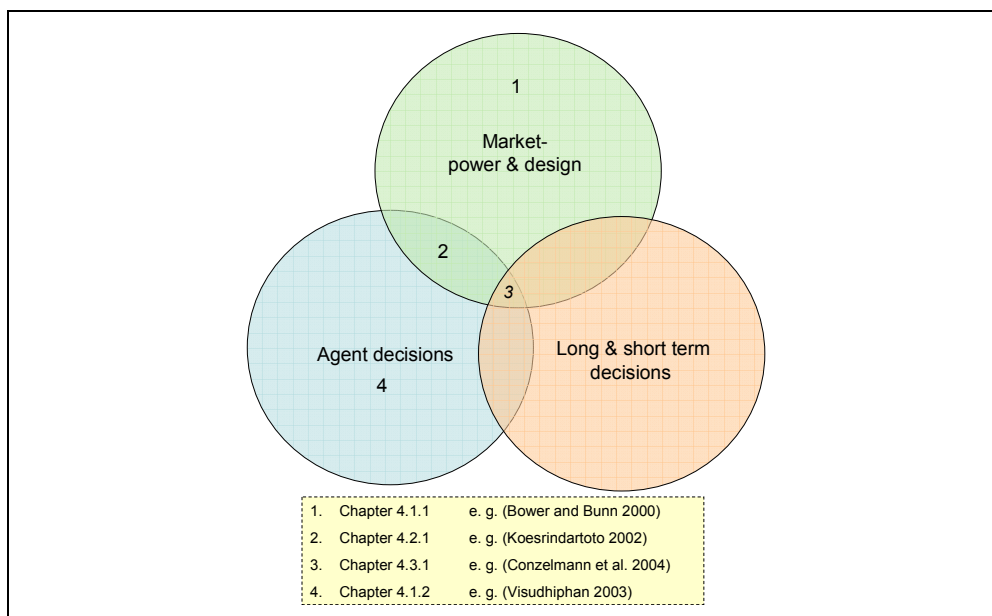 1
Market-
power & design
2
3
Agent decisions
4
Long & short term
decisions
1. Chapter 4.1.1 e. g. (Bower and Bunn 2000)
2. Chapter 4.2.1 e. g. (Koesrindartoto 2002)
3. Chapter 4.3.1 e. g. (Conzelmann et al. 2004)
4. Chapter 4.1.2 e. g. (Visudhiphan 2003)